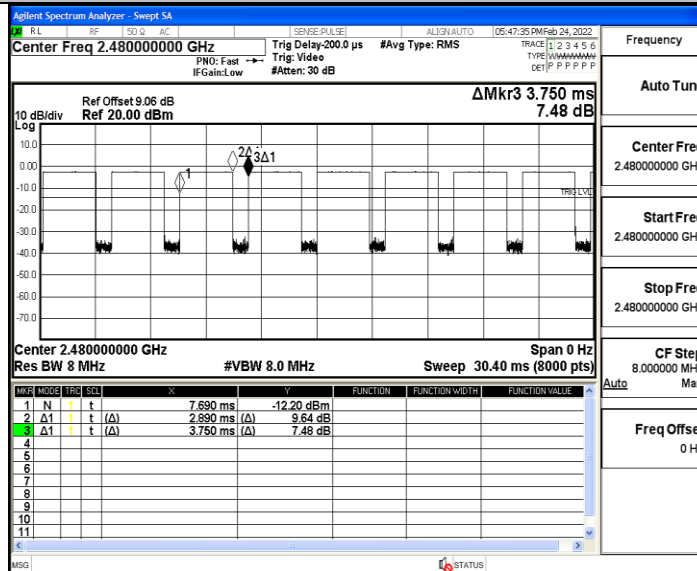 Agilent Spectrum Analyzer - Swept SA
RL RF 50 Ω AC SENSE:PULSE ALIGNAUTO 05:47:35 PMFeb 24, 2022
Center Freq 2.480000000 GHz
PNO: Fast
IFGain:Low
Trig Delay-200.0 µs
Trig: Video
#Atten: 30 dB
#Avg Type: RMS
TRACE 1 2 3 4 5 6
TYPE WWWWWW
DET P P P P P P
Ref Offset 9.06 dB
10 dB/div Ref 20.00 dBm
ΔMkr3 3.750 ms
7.48 dB
Log
10.0
0.00
-10.0
-20.0
-30.0
-40.0
-50.0
-60.0
-70.0
1
3Δ1
TRIG LVL
Center 2.480000000 GHz Span 0 Hz
Res BW 8 MHz #VBW 8.0 MHz Sweep 30.40 ms (8000 pts)
MKR MODE TRC SCL X Y FUNCTION FUNCTION WIDTH FUNCTION VALUE
1 N 1 t 7.690 ms -12.20 dBm
2 Δ1 1 t (Δ) 2.890 ms (Δ) 9.64 dB
3 Δ1 1 t (Δ) 3.750 ms (Δ) 7.48 dB
4
5
6
7
8
9
10
11
MSG STATUS
Frequency
Auto Tun
Center Fre
2.480000000 GH
Start Fre
2.480000000 GH
Stop Fre
2.480000000 GH
CF Step
8.000000 MH
Auto Ma
Freq Offse
0 H